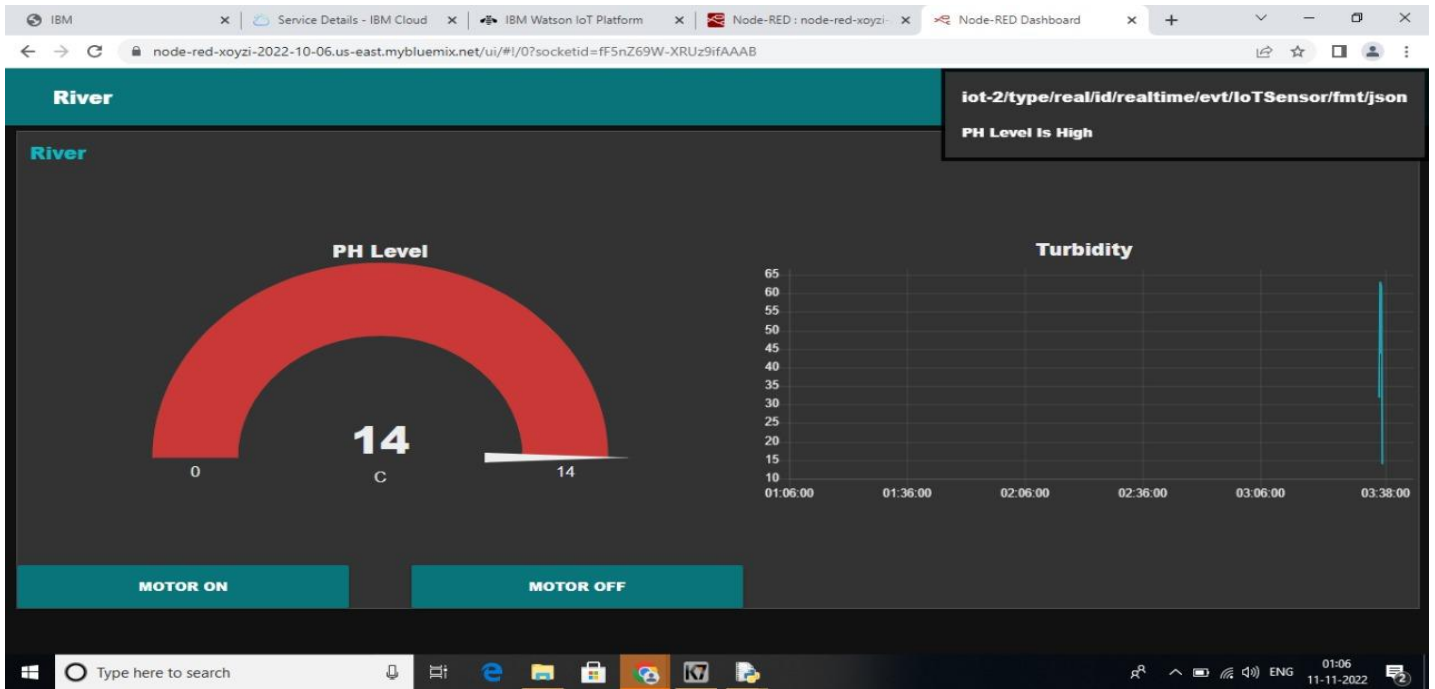 IBM
Service Details - IBM Cloud
IBM Watson IoT Platform
Node-RED : node-red-xoyzi-
Node-RED Dashboard
node-red-xoyzi-2022-10-06.us-east.mybluemix.net/ui/#!/0?socketid=fF5nZ69W-XRUz9ifAAAB
River
iot-2/type/real/id/realtime/evt/IoTSensor/fmt/json
PH Level Is High
River
PH Level
14
C
0
14
Turbidity
65
60
55
50
45
40
35
30
25
20
15
10
01:06:00 01:36:00 02:06:00 02:36:00 03:06:00 03:38:00
MOTOR ON
MOTOR OFF
Type here to search
ENG
01:06
11-11-2022
2